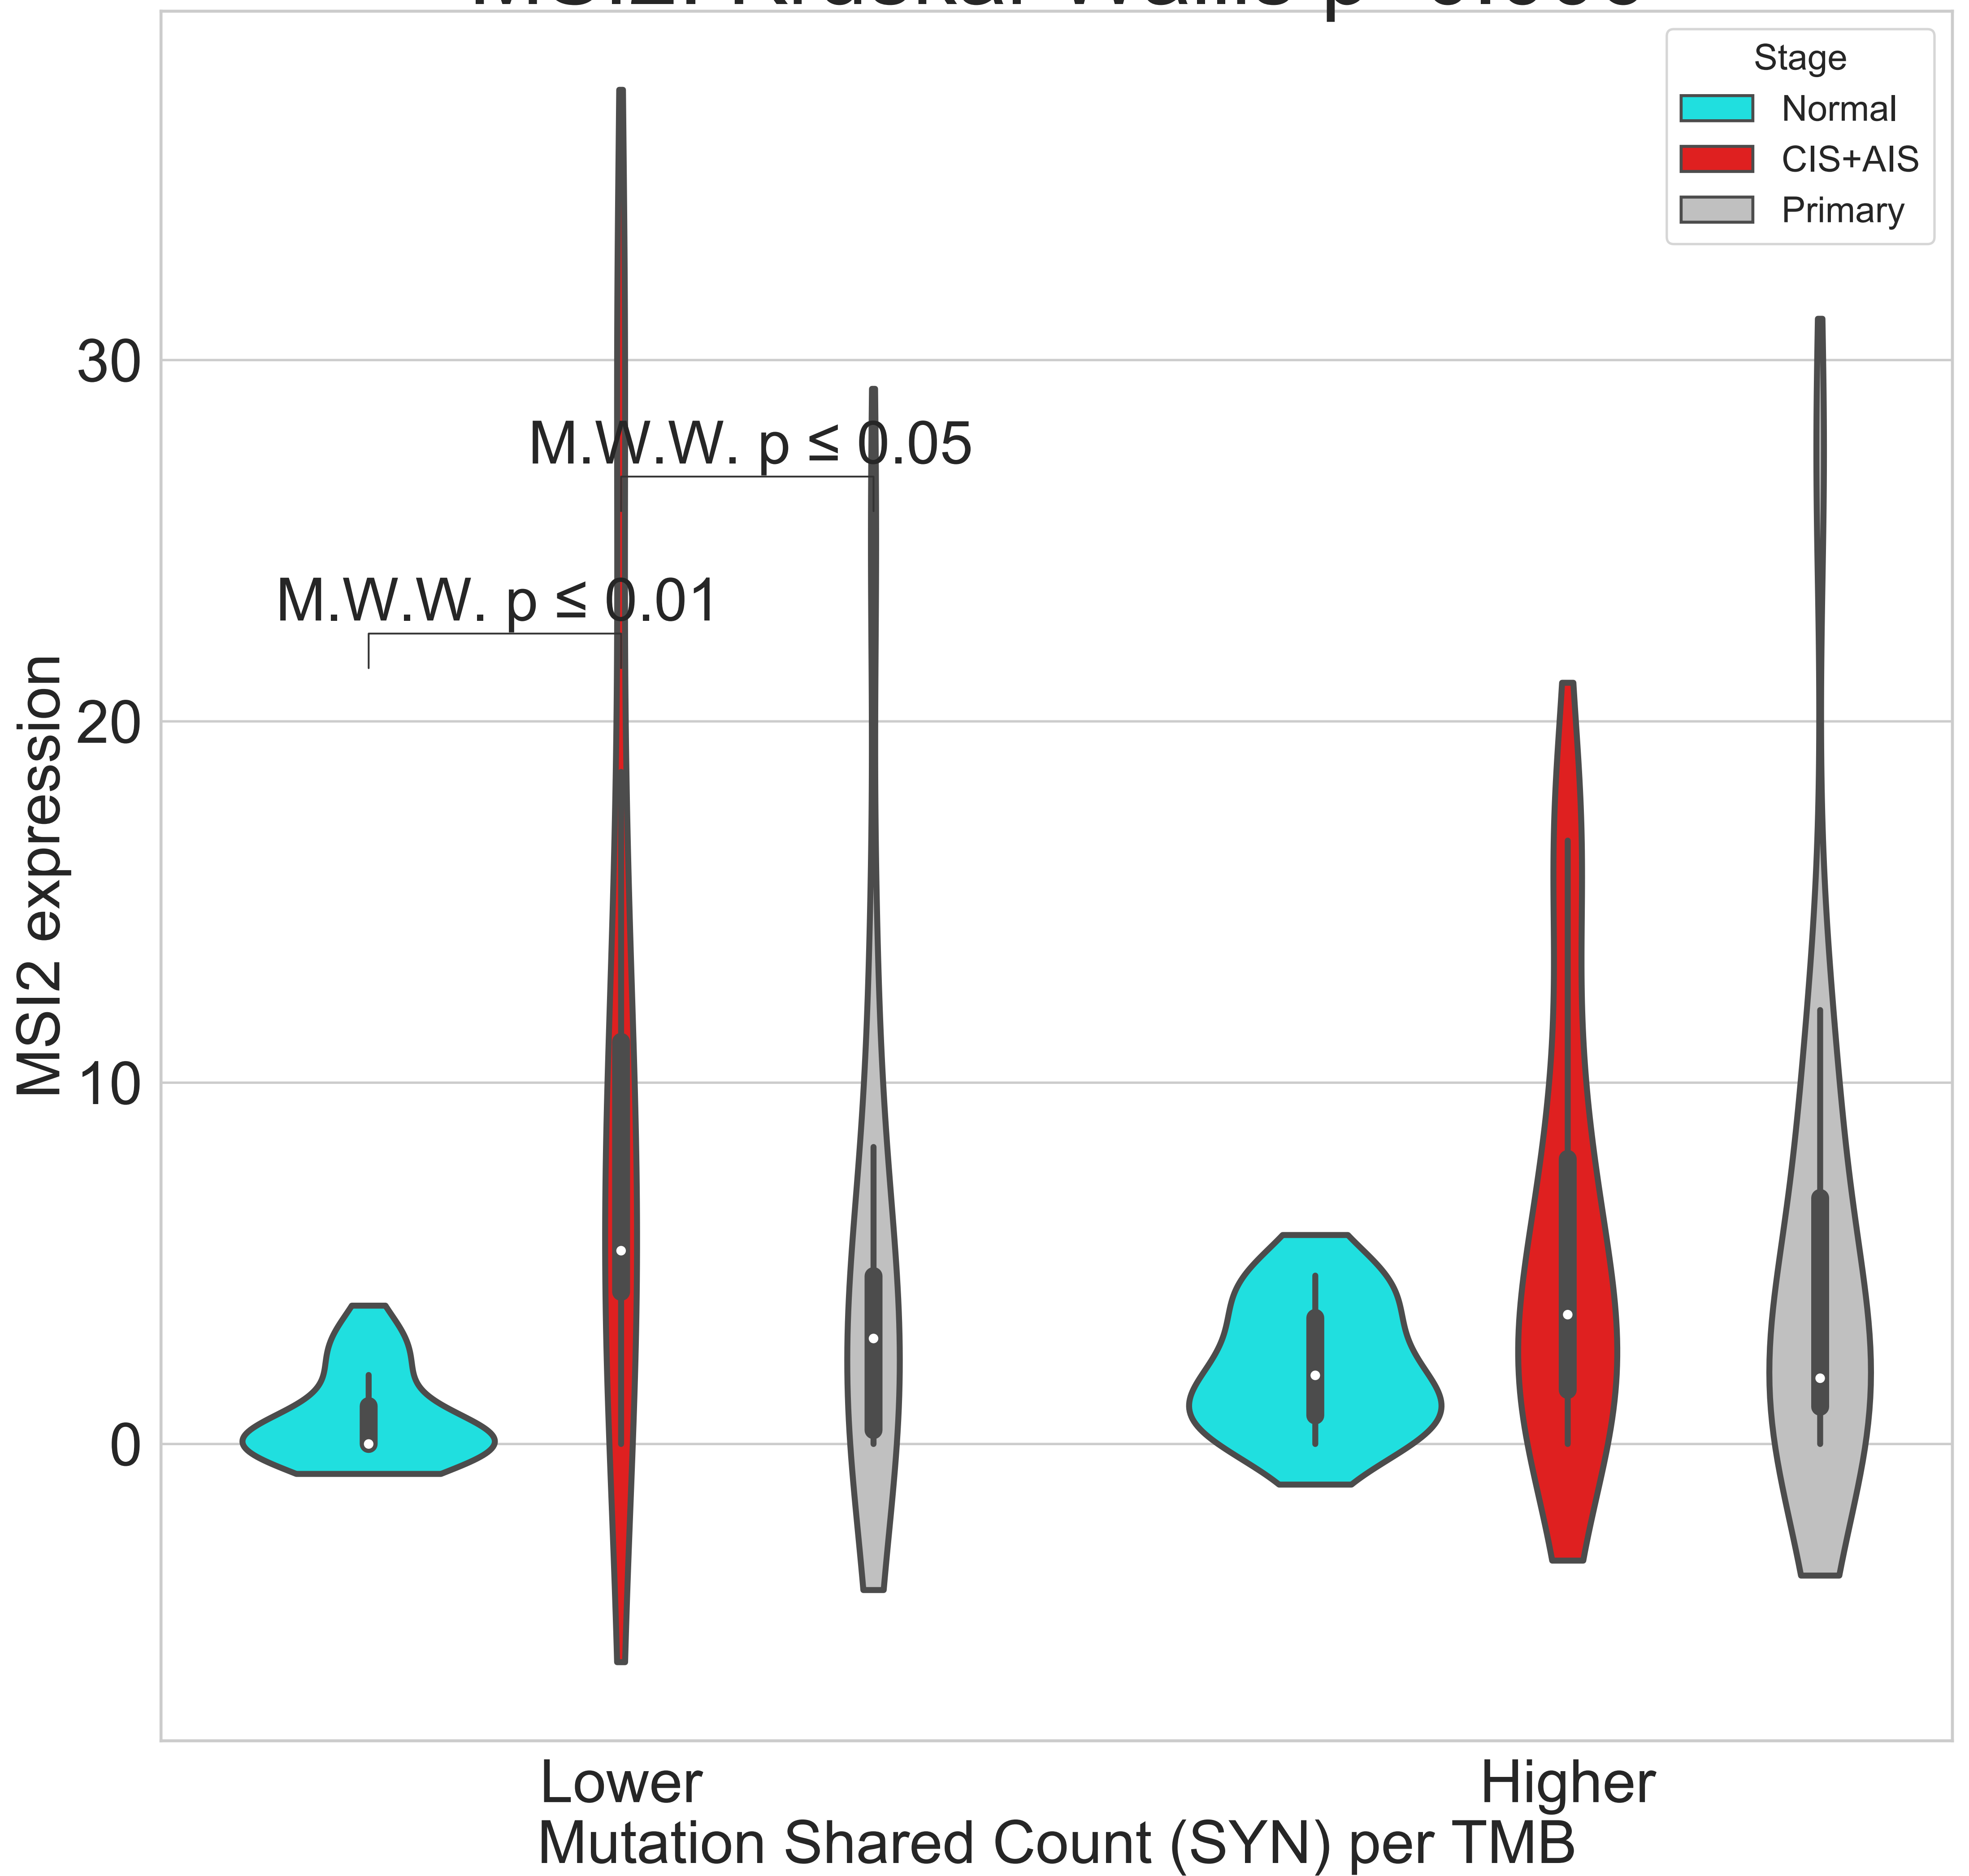 Stage
Normal
CIS+AIS
Primary
30
M.W.W. p ≤ 0.05
M.W.W. p ≤ 0.01
20
MSI2 expression
10
0
Lower
Higher
Mutation Shared Count (SYN) per TMB